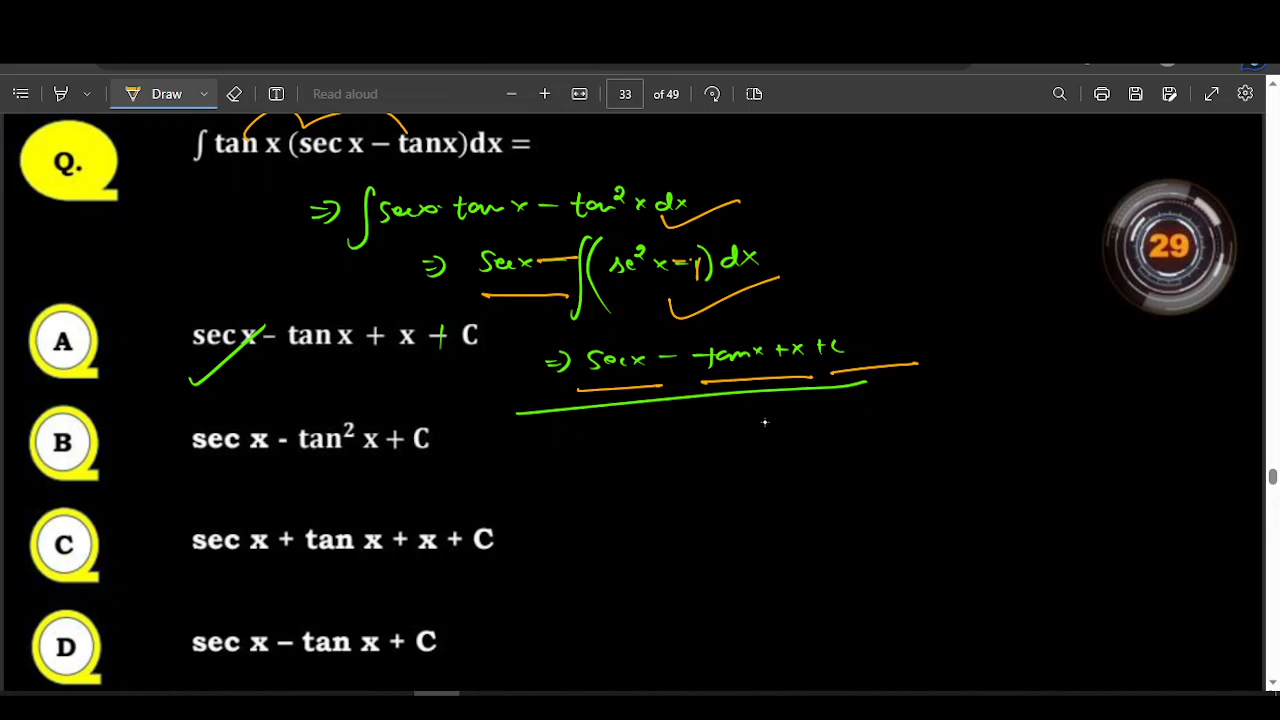 Draw
Read aloud
33 of 49
Q. ∫ tan x (sec x − tanx)dx =
⇒ ∫ secx. tan x − tan² x dx
⇒ secx − ∫ (se² x − 1) dx
29
A sec x − tan x + x + C
⇒ secx − tanx + x + c
B sec x - tan² x + C
C sec x + tan x + x + C
D sec x − tan x + C